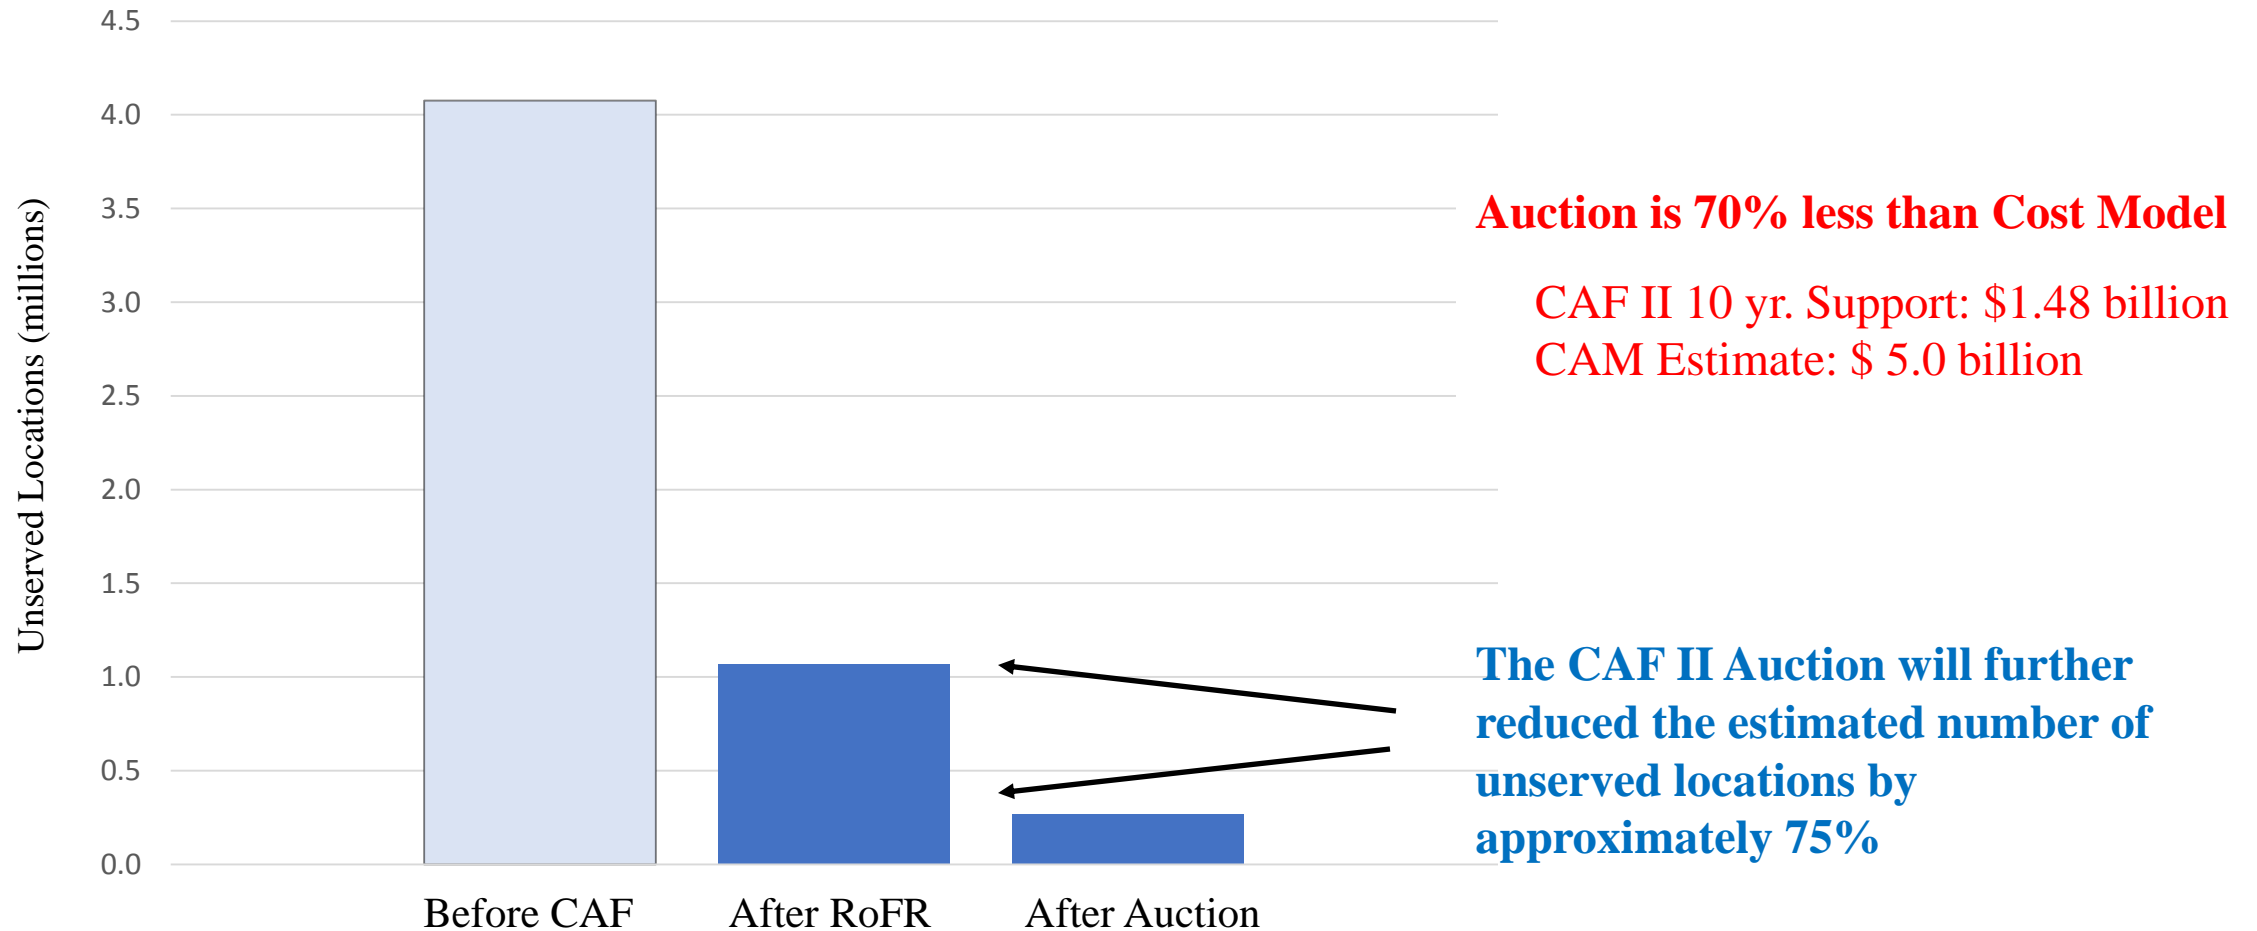 4.5
4.0
3.5
3.0
2.5
2.0
1.5
1.0
0.5
0.0
Unserved Locations (millions)
Before CAF
After RoFR
After Auction
Auction is 70% less than Cost Model
CAF II 10 yr. Support: $1.48 billion
CAM Estimate: $ 5.0 billion
The CAF II Auction will further
reduced the estimated number of
unserved locations by
approximately 75%